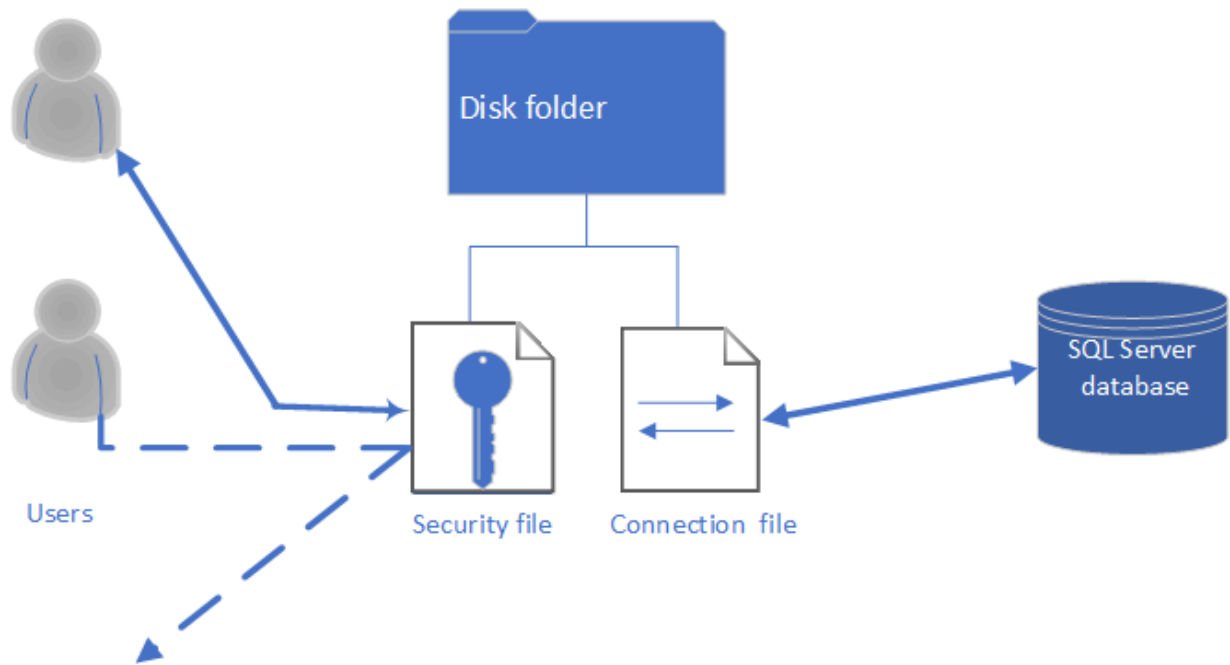 Disk folder
SQL Server
database
Users
Security file
Connection file